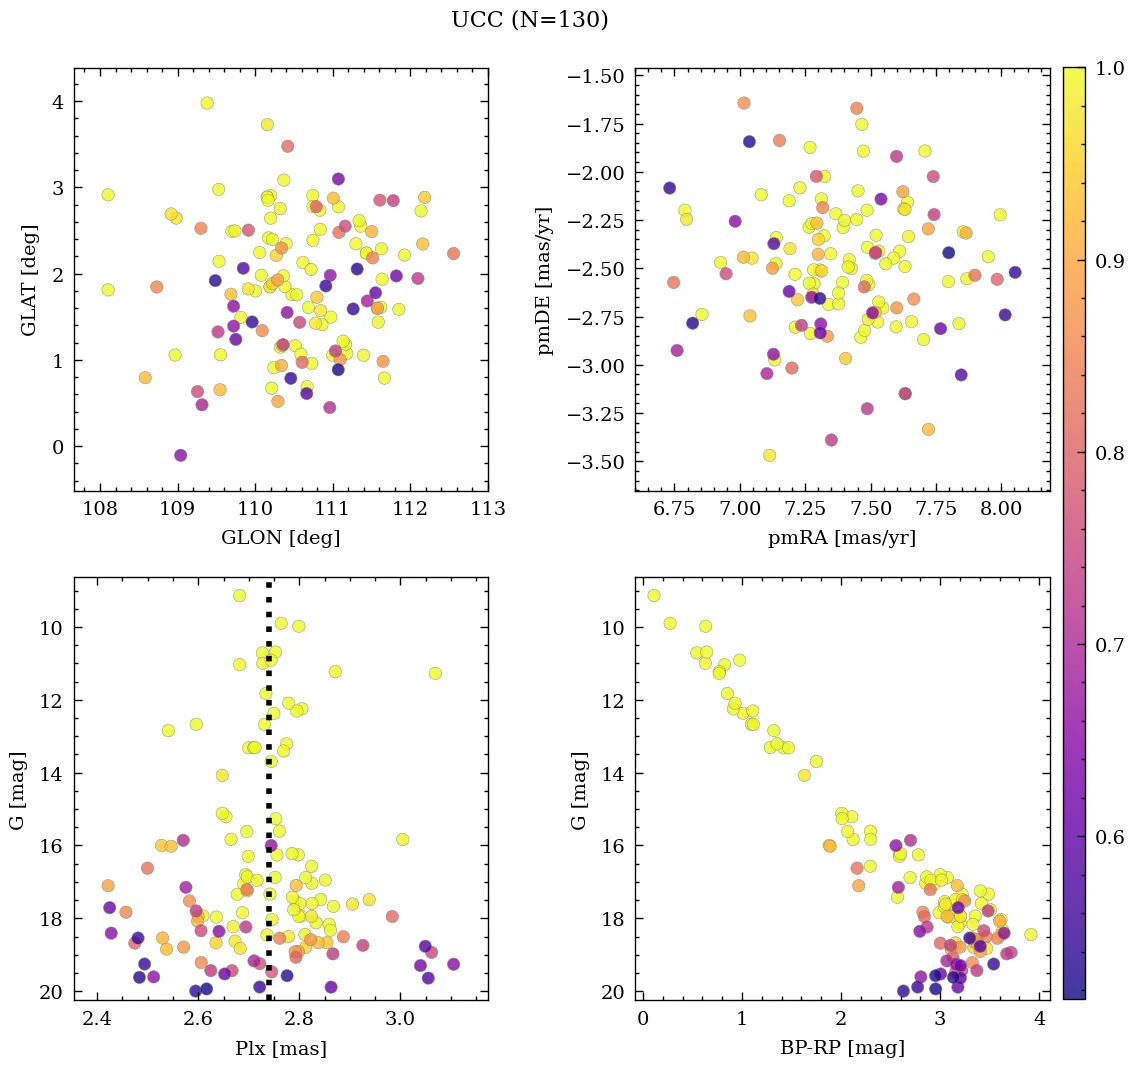 UCC (N=130)
4
3
2
1
0
GLAT [deg]
108 109 110 111 112 113
GLON [deg]
−1.50
−1.75
−2.00
−2.25
−2.50
−2.75
−3.00
−3.25
−3.50
pmDE [mas/yr]
6.75 7.00 7.25 7.50 7.75 8.00
pmRA [mas/yr]
1.0
0.9
0.8
0.7
0.6
10
12
14
16
18
20
G [mag]
2.4 2.6 2.8 3.0
Plx [mas]
10
12
14
16
18
20
G [mag]
0 1 2 3 4
BP-RP [mag]